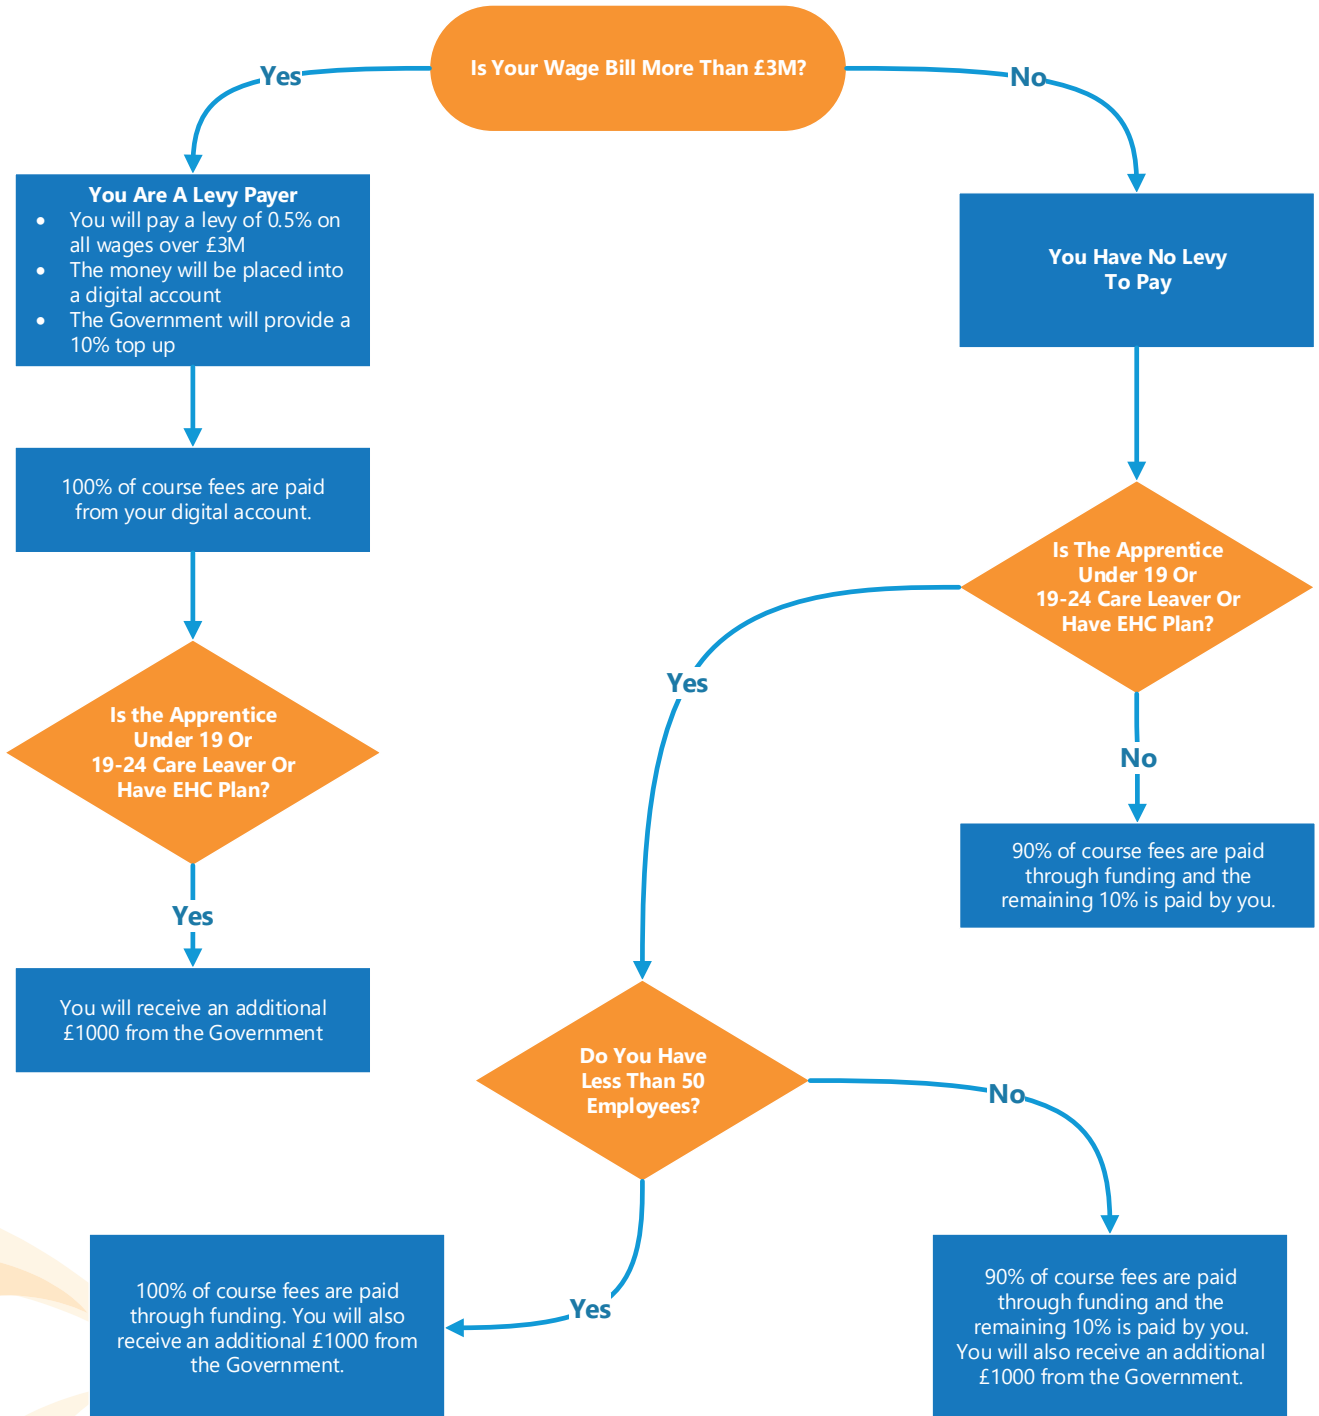 Is Your Wage Bill More Than £3M?
Yes
No
You Are A Levy Payer
• You will pay a levy of 0.5% on
all wages over £3M
• The money will be placed into
a digital account
• The Government will provide a
10% top up
You Have No Levy
To Pay
100% of course fees are paid
from your digital account.
Is The Apprentice
Under 19 Or
19-24 Care Leaver Or
Have EHC Plan?
Yes
No
Is the Apprentice
Under 19 Or
19-24 Care Leaver Or
Have EHC Plan?
90% of course fees are paid
through funding and the
remaining 10% is paid by you.
Yes
You will receive an additional
£1000 from the Government
Do You Have
Less Than 50
Employees?
No
Yes
100% of course fees are paid
through funding. You will also
receive an additional £1000 from
the Government.
90% of course fees are paid
through funding and the
remaining 10% is paid by you.
You will also receive an additional
£1000 from the Government.